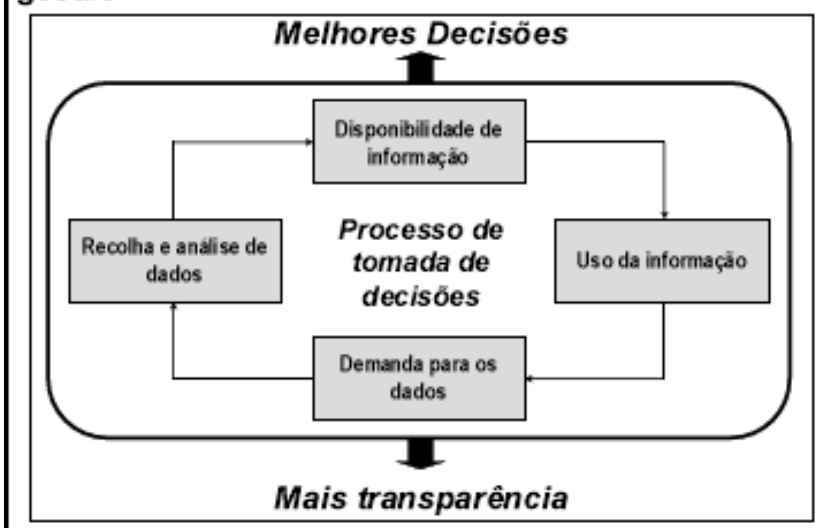 Melhores Decisões
Disponibilidade de
informação
Recolha e análise de
dados
Processo de
tomada de
decisões
Uso da informação
Demanda para os
dados
Mais transparência